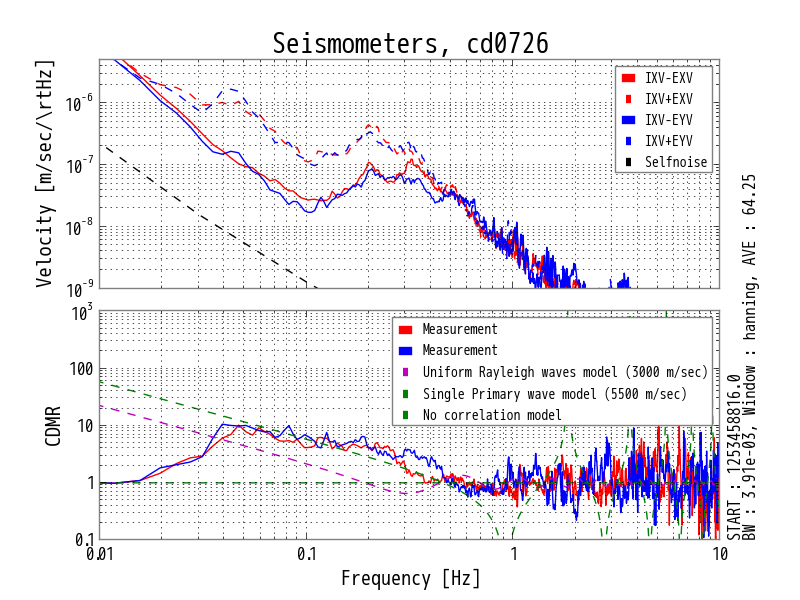 Seismometers, cd0726
Velocity [m/sec/\rtHz]
10^-6
10^-7
10^-8
10^-9
IXV-EXV
IXV+EXV
IXV-EYV
IXV+EYV
Selfnoise
CDMR
10^3
100
10
1
0.1
Measurement
Measurement
Uniform Rayleigh waves model (3000 m/sec)
Single Primary wave model (5500 m/sec)
No correlation model
0.01
0.1
1
10
Frequency [Hz]
START : 1253458816.0
BW : 3.91e-03, Window : hanning, AVE : 64.25